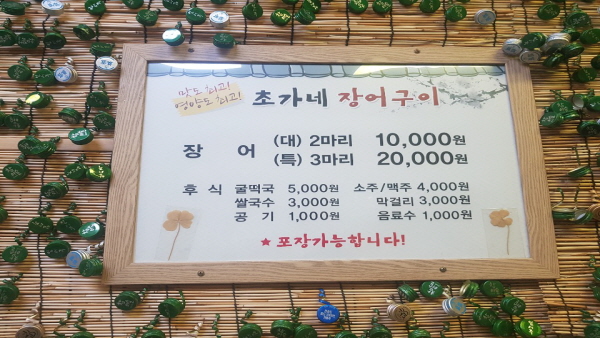 맛도 최고!
영양도 최고!
초가네 장어구이
장 어 (대) 2마리 10,000원
(특) 3마리 20,000원
후 식 굴떡국 5,000원 소주/맥주 4,000원
쌀국수 3,000원 막걸리 3,000원
공 기 1,000원 음료수 1,000원
★ 포장가능합니다!